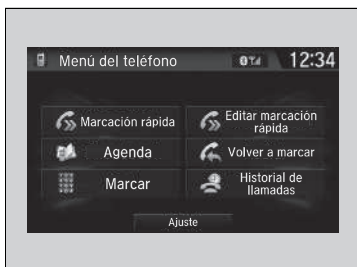 Menú del teléfono
12:34
Marcación rápida
Editar marcación
rápida
Agenda
Volver a marcar
Marcar
Historial de
llamadas
Ajuste